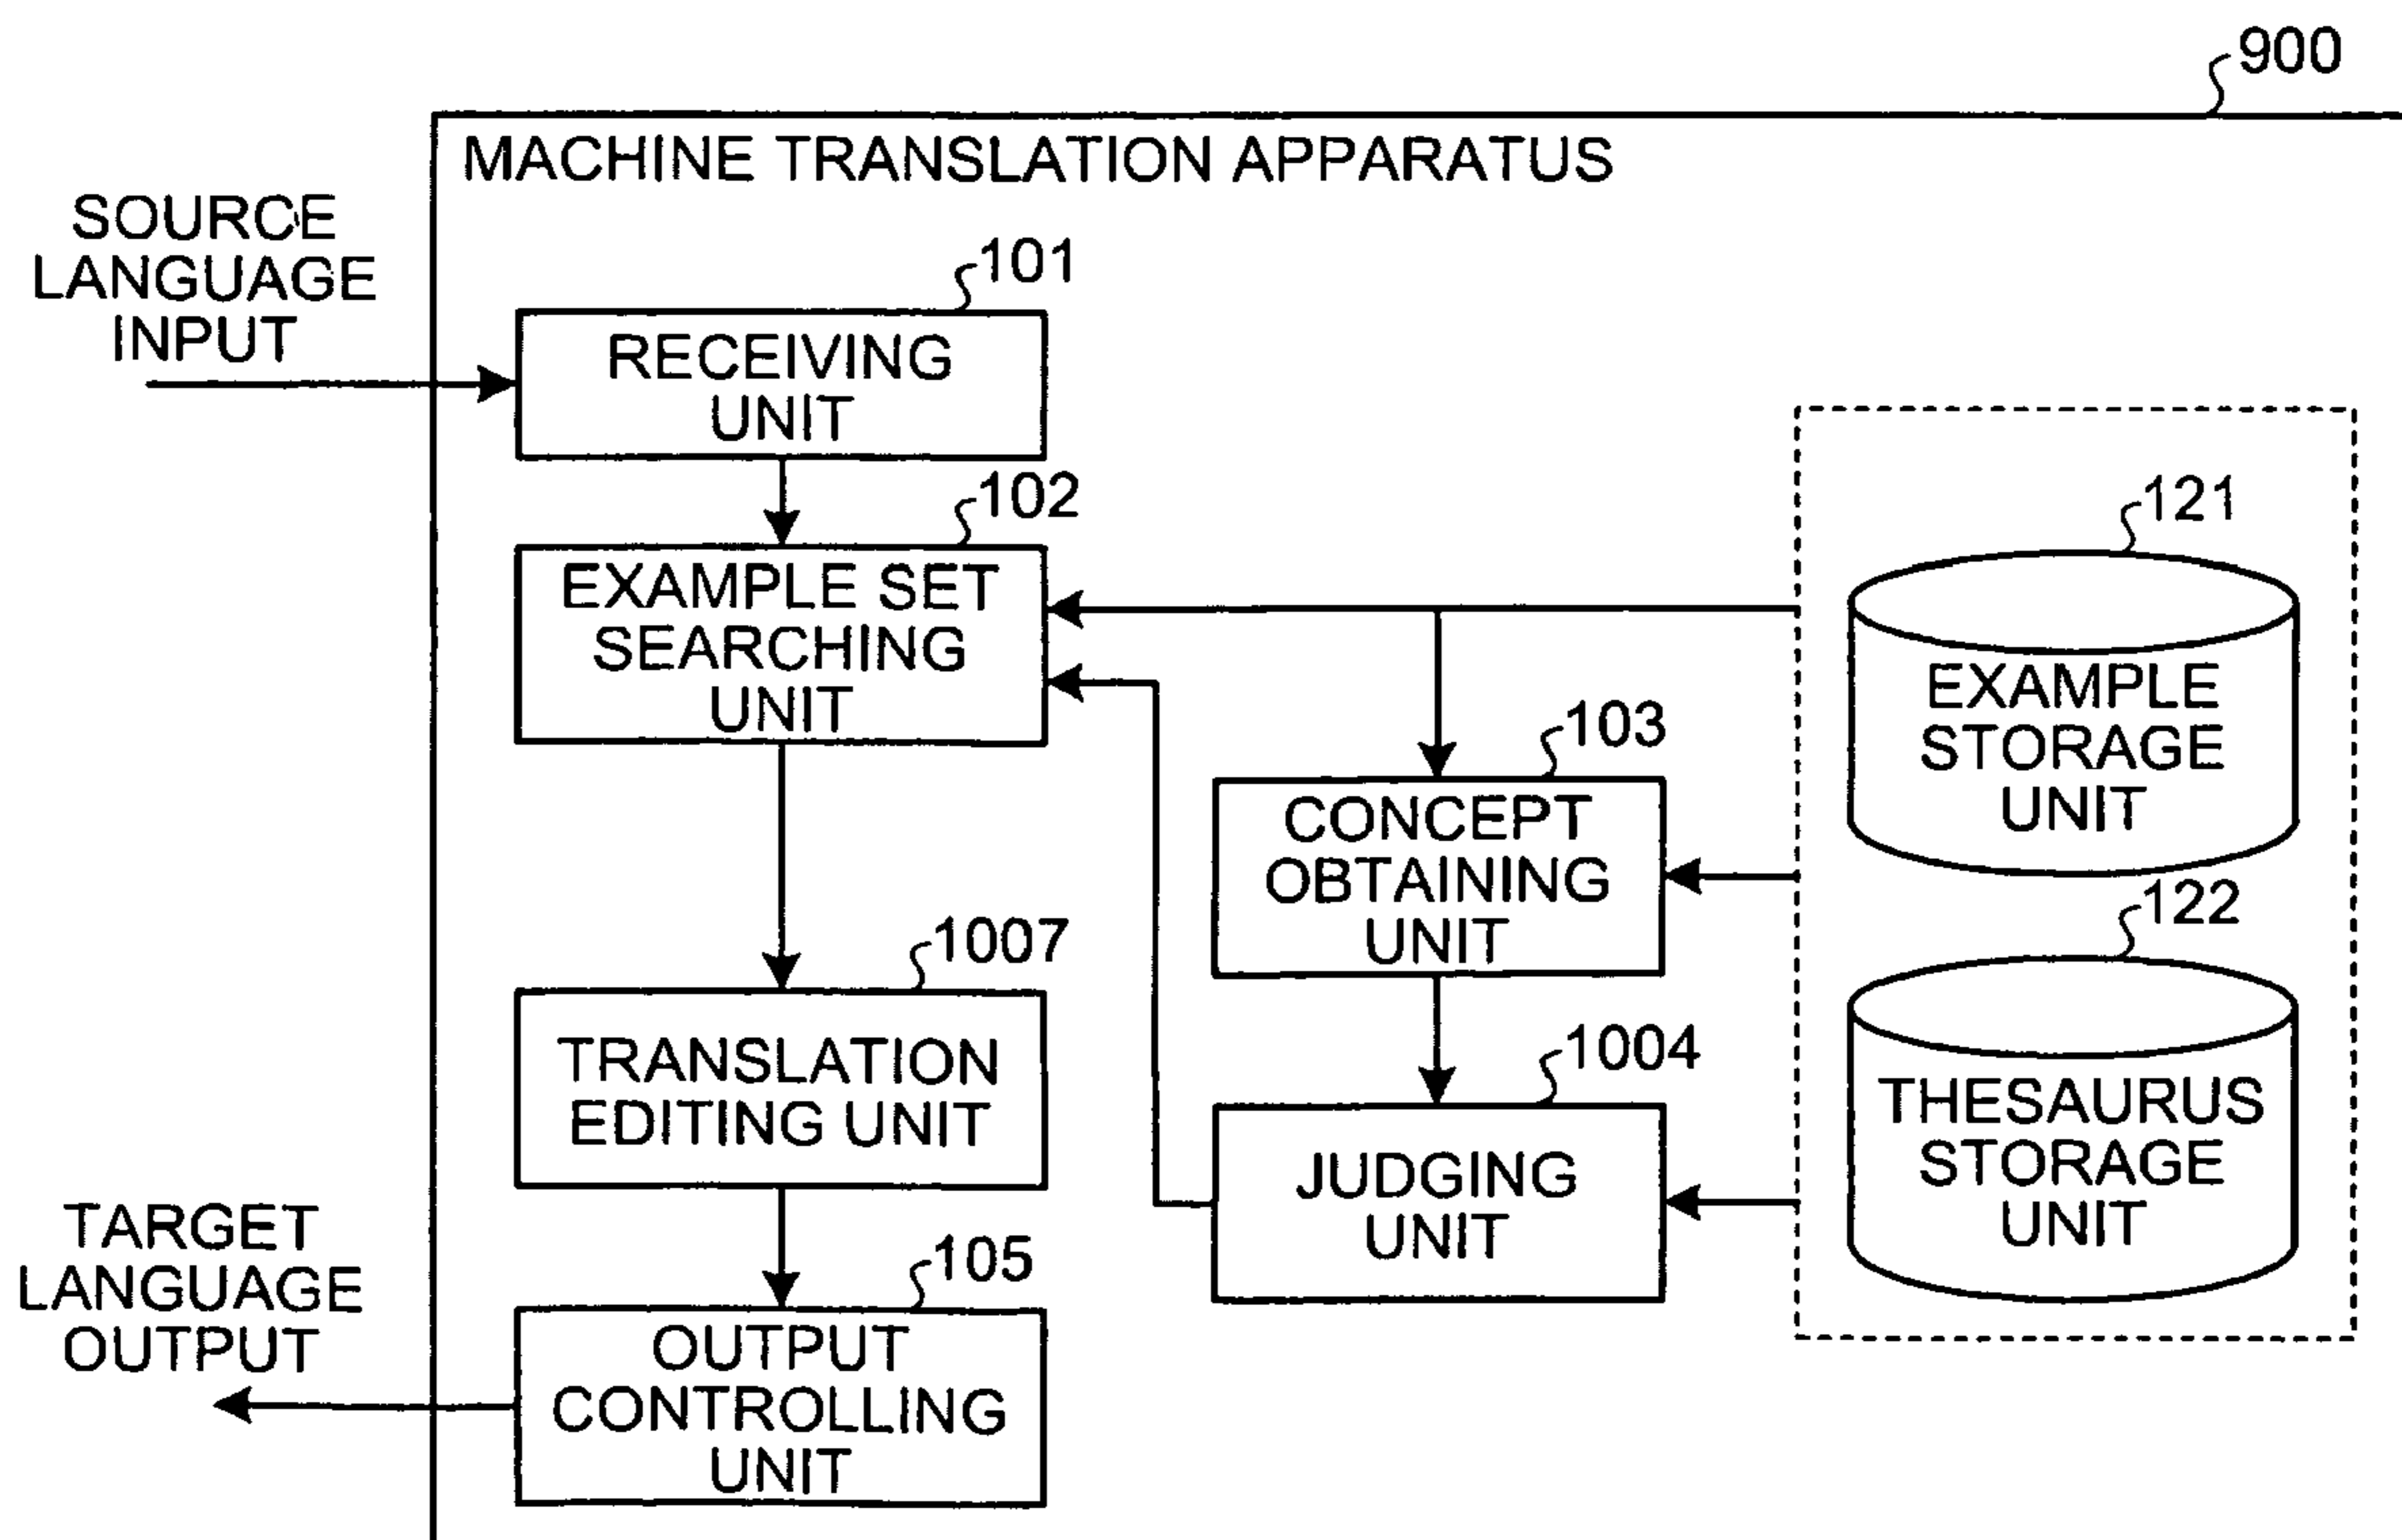 900
MACHINE TRANSLATION APPARATUS
SOURCE
LANGUAGE
INPUT
101
RECEIVING
UNIT
102
EXAMPLE SET
SEARCHING
UNIT
121
EXAMPLE
STORAGE
UNIT
103
CONCEPT
OBTAINING
UNIT
122
THESAURUS
STORAGE
UNIT
1007
TRANSLATION
EDITING UNIT
1004
JUDGING
UNIT
TARGET
LANGUAGE
OUTPUT
105
OUTPUT
CONTROLLING
UNIT